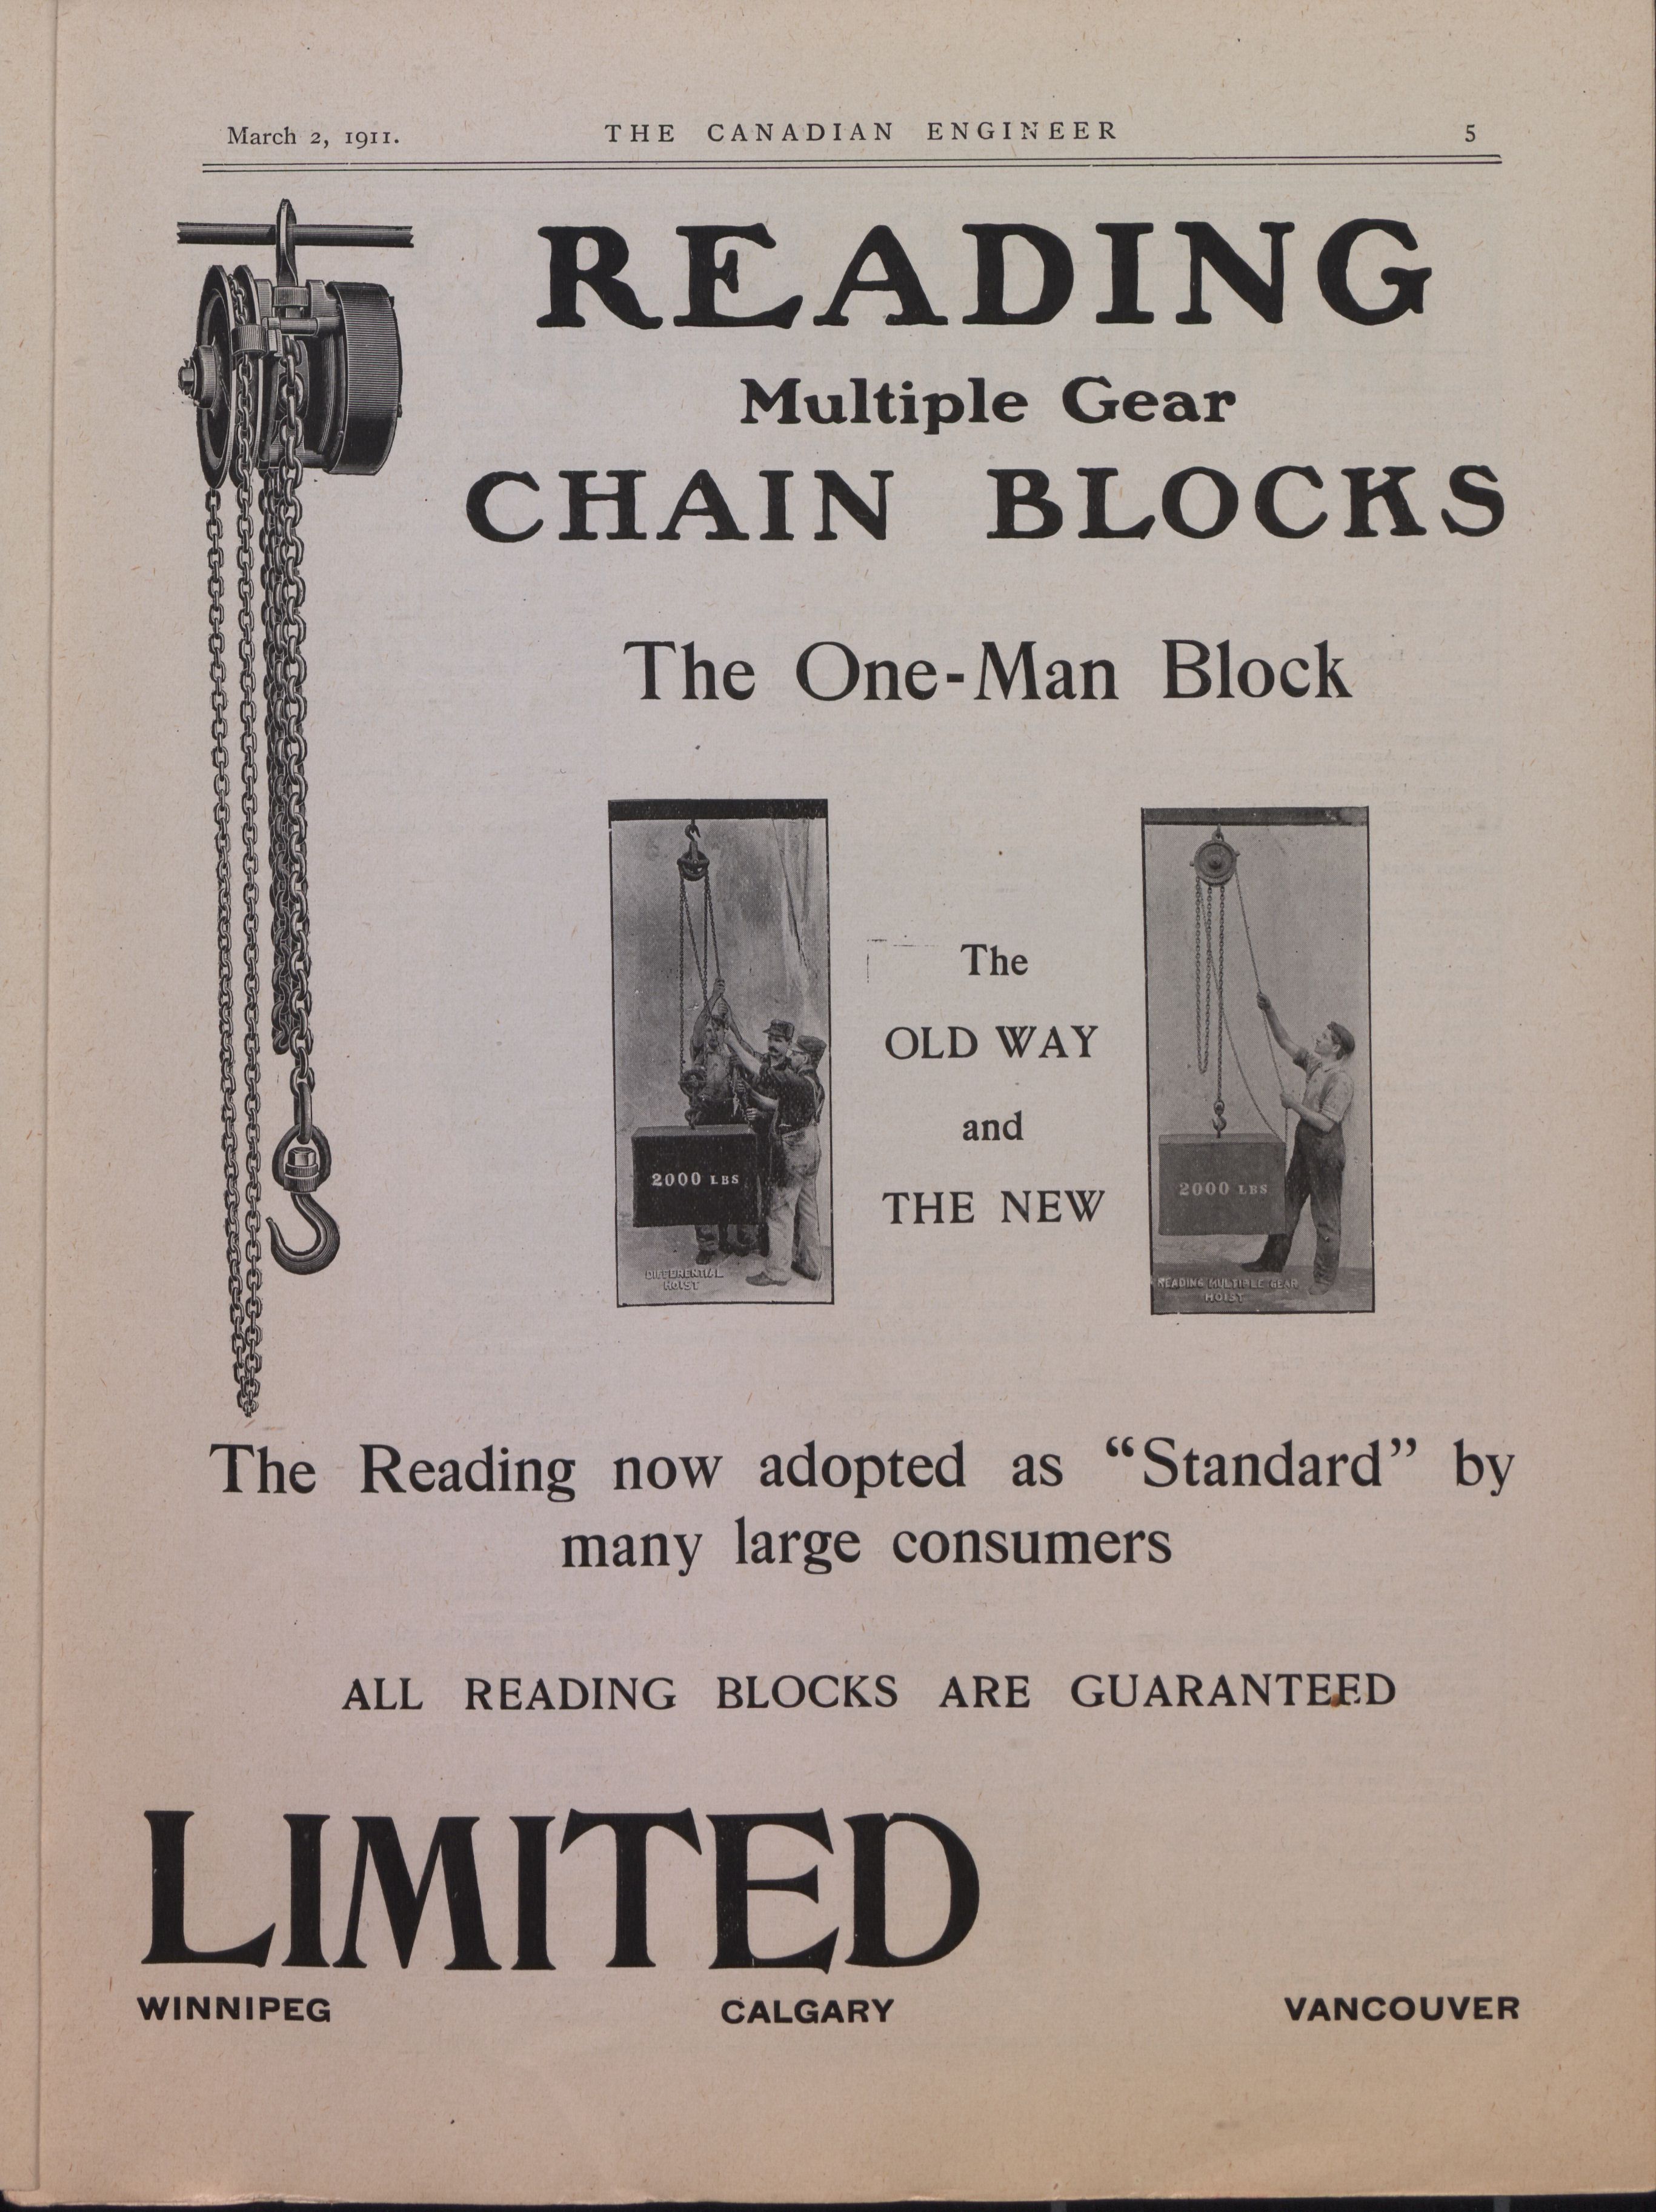 March 2, 1911. THE CANADIAN ENGINEER 5
READING
Multiple Gear
CHAIN BLOCKS
The One-Man Block
2000 LBS
DIFFERENTIAL
HOIST
The
OLD WAY
and
THE NEW
2000 LBS
READING MULTIPLE GEAR
HOIST
The Reading now adopted as “Standard” by
many large consumers
ALL READING BLOCKS ARE GUARANTEED
LIMITED
WINNIPEG CALGARY VANCOUVER